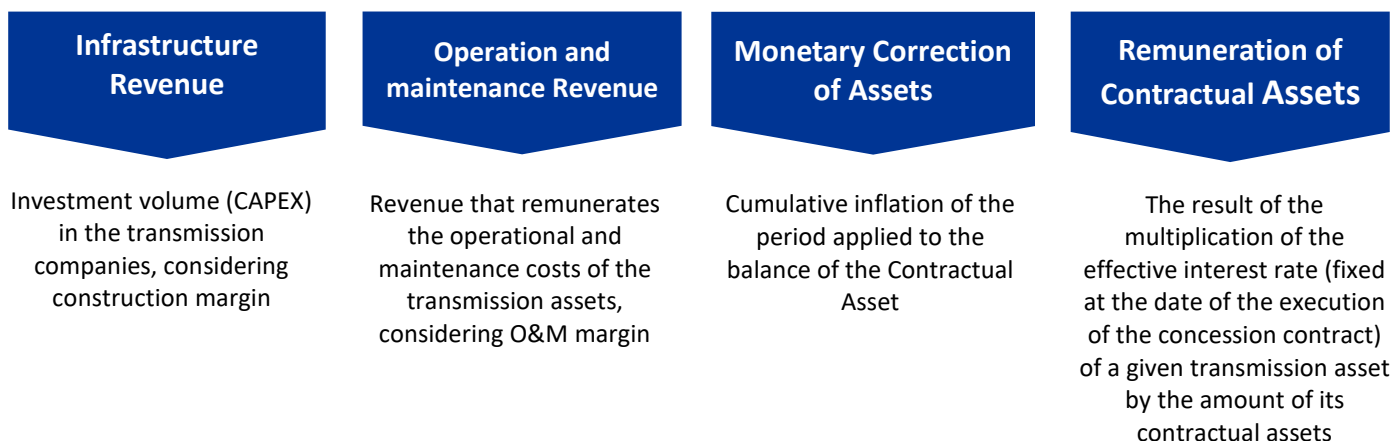 Infrastructure
Revenue
Investment volume (CAPEX)
in the transmission
companies, considering
construction margin
Operation and
maintenance Revenue
Revenue that remunerates
the operational and
maintenance costs of the
transmission assets,
considering O&M margin
Monetary Correction
of Assets
Cumulative inflation of the
period applied to the
balance of the Contractual
Asset
Remuneration of
Contractual Assets
The result of the
multiplication of the
effective interest rate (fixed
at the date of the execution
of the concession contract)
of a given transmission asset
by the amount of its
contractual assets